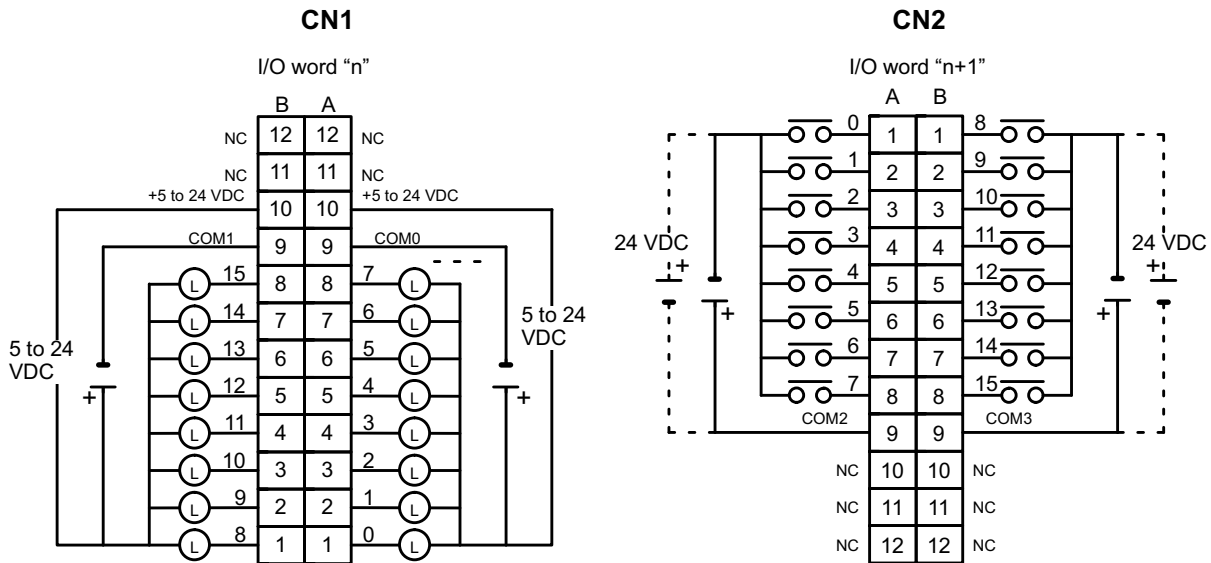 CN1
I/O word “n”
B A
NC 12 12 NC
NC 11 11 NC
+5 to 24 VDC 10 10 +5 to 24 VDC
COM1 9 9 COM0
L 15 8 8 7 L
L 14 7 7 6 L
L 13 6 6 5 L
L 12 5 5 4 L
L 11 4 4 3 L
L 10 3 3 2 L
L 9 2 2 1 L
L 8 1 1 0 L
5 to 24
VDC
+
5 to 24
VDC
+
CN2
I/O word “n+1”
A B
0 1 1 8
1 2 2 9
2 3 3 10
3 4 4 11
4 5 5 12
5 6 6 13
6 7 7 14
7 8 8 15
COM2 9 9 COM3
NC 10 10 NC
NC 11 11 NC
NC 12 12 NC
24 VDC
+
+
24 VDC
+
+